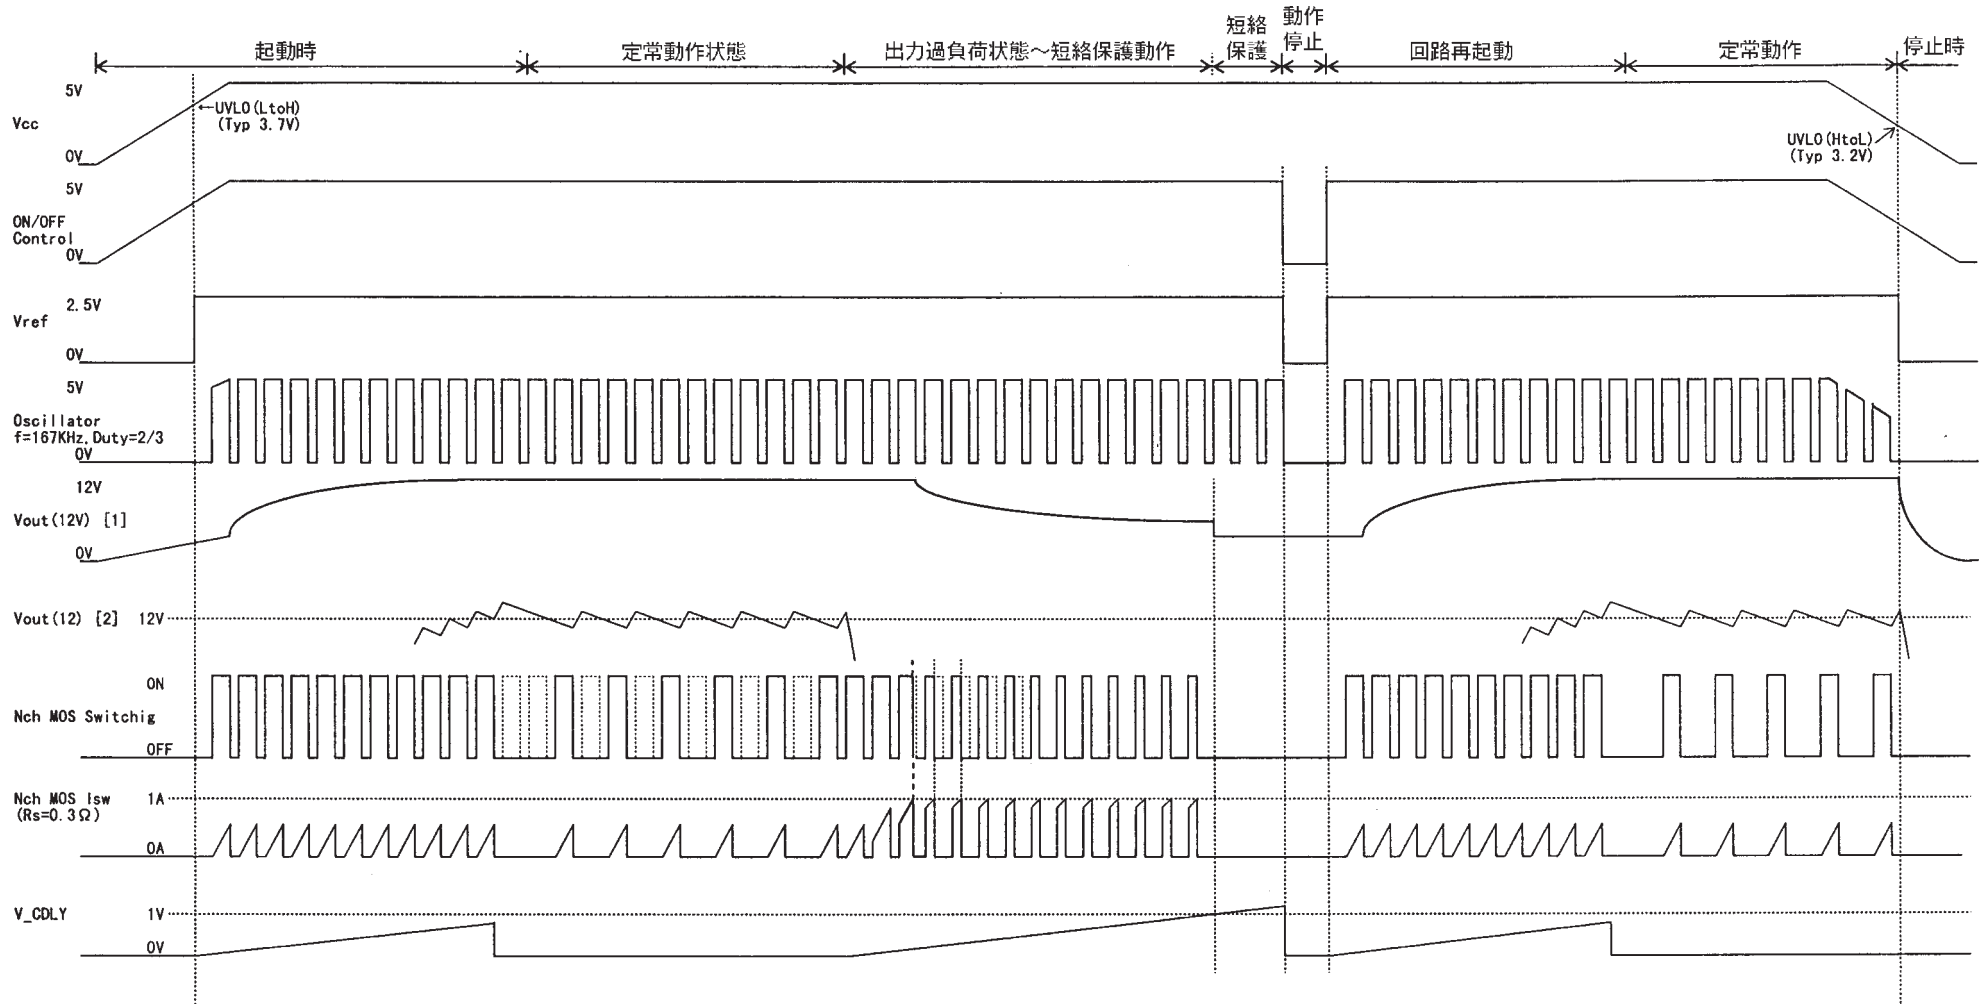 起動時
定常動作状態
出力過負荷状態～短絡保護動作
短絡
保護
動作
停止
回路再起動
定常動作
停止時
5V
Vcc
0V
UVLO(LtoH)
(Typ 3.7V)
UVLO(HtoL)
(Typ 3.2V)
5V
ON/OFF
Control
0V
2.5V
Vref
0V
5V
Oscillator
f=167KHz,Duty=2/3
0V
12V
Vout(12V) [1]
0V
Vout(12) [2] 12V
ON
Nch MOS Switchig
OFF
Nch MOS Isw 1A
(Rs=0.3Ω)
0A
V_CDLY 1V
0V